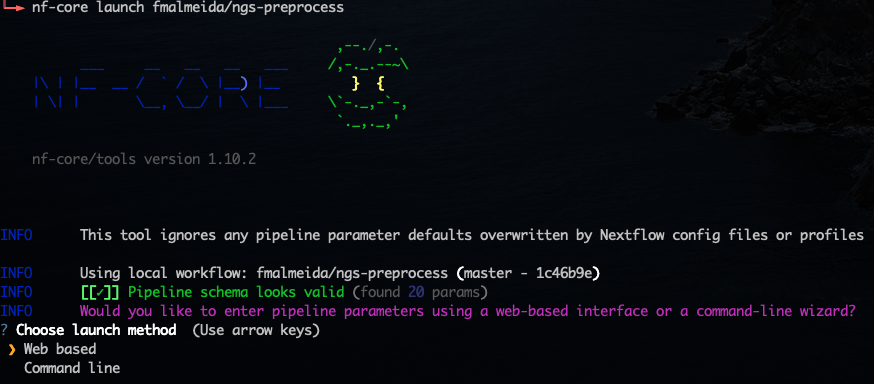 nf-core launch fmalmeida/ngs-preprocess
NF-CORE
nf-core/tools version 1.10.2
INFO This tool ignores any pipeline parameter defaults overwritten by Nextflow config files or profiles
INFO Using local workflow: fmalmeida/ngs-preprocess (master - 1c46b9e)
INFO [[✓]] Pipeline schema looks valid (found 20 params)
INFO Would you like to enter pipeline parameters using a web-based interface or a command-line wizard?
? Choose launch method (Use arrow keys)
❯ Web based
Command line